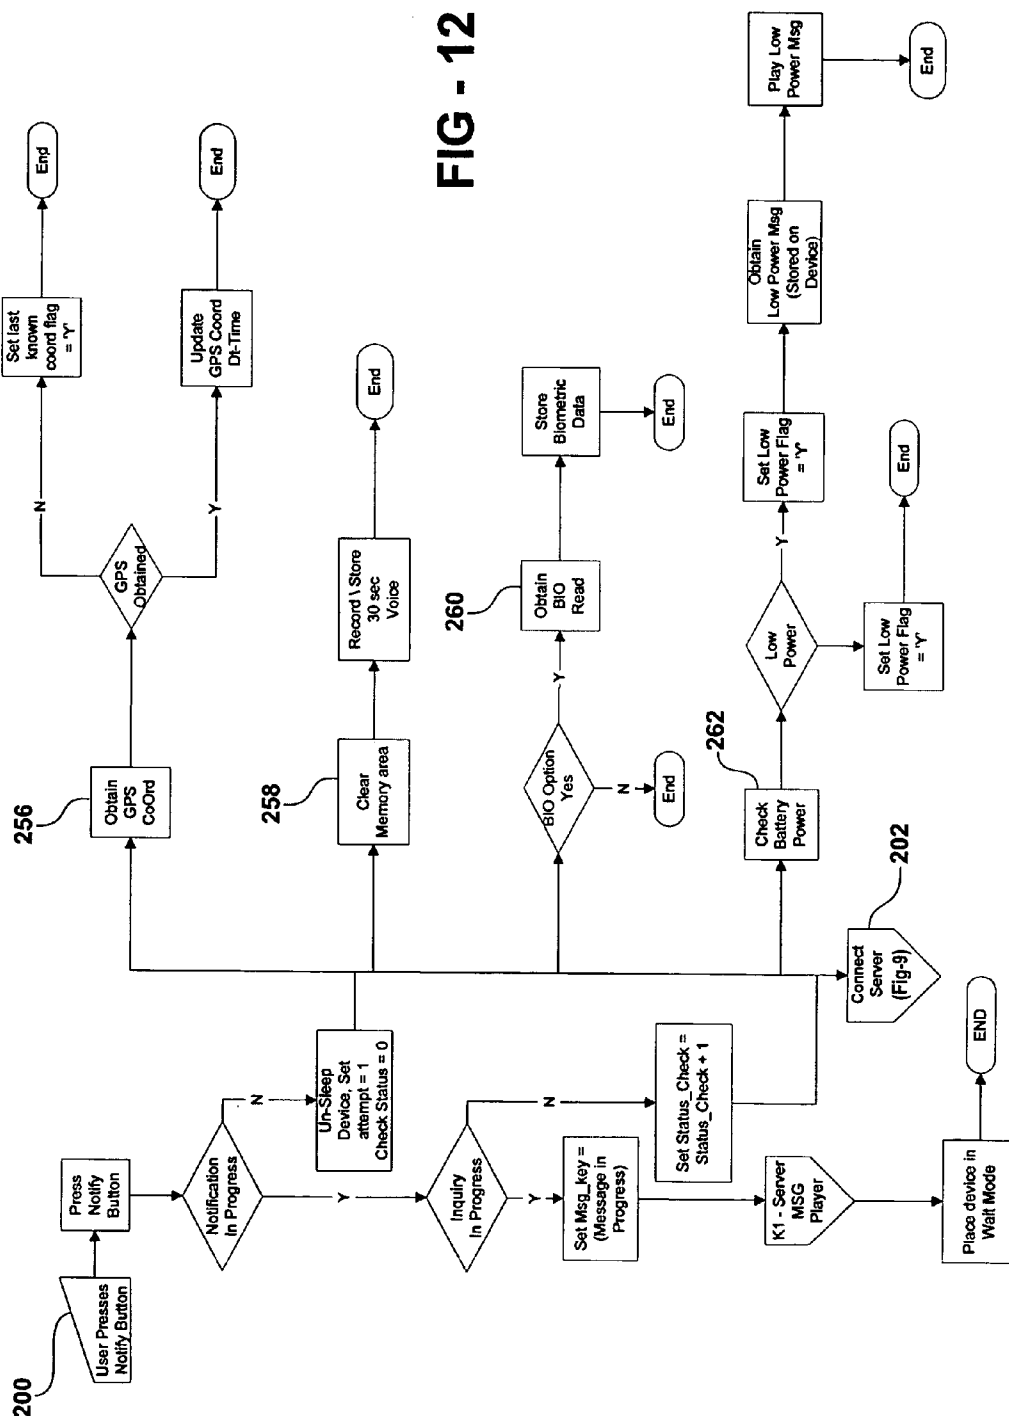 FIG - 12
200
User Presses
Notify Button
Press
Notify
Button
Notification
In Progress
N
Un-Sleep
Device, Set
attempt = 1
Check Status = 0
Y
Inquiry
In Progress
N
Set Status_Check =
Status_Check + 1
Y
Set Msg_key =
(Message in
Progress)
K1 - Server
MSG
Player
Place device in
Wait Mode
END
256
Obtain
GPS
CoOrd
GPS
Obtained
N
Set last
known
coord flag
= 'Y'
End
Y
Update
GPS Coord
Dt-Time
End
258
Clear
Memory area
Record \ Store
30 sec
Voice
End
BIO Option
Yes
N
End
Y
260
Obtain
BIO
Read
Store
Biometric
Data
End
262
Check
Battery
Power
Low
Power
Y
Set Low
Power Flag
= 'Y'
Obtain
Low Power Msg
(Stored on
Device)
Play Low
Power Msg
End
Set Low
Power Flag
= 'Y'
End
202
Connect
Server
(Fig-9)